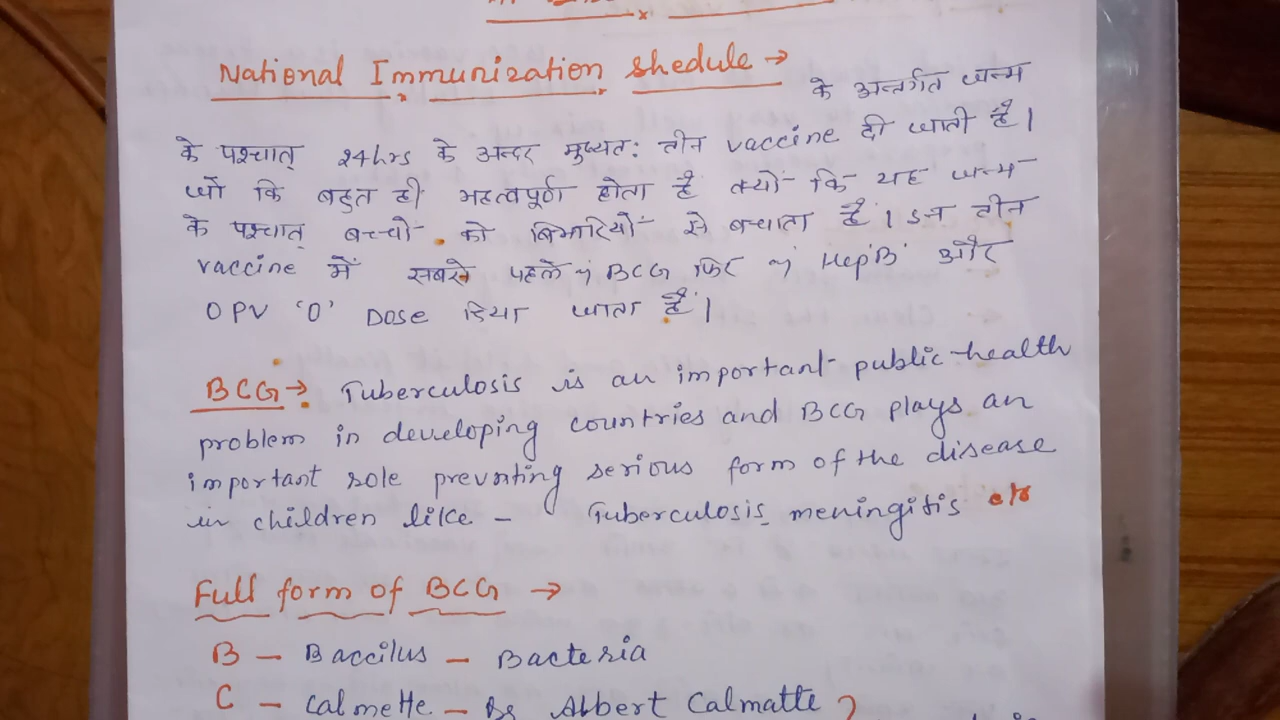 National Immunization Shedule →
के अन्तर्गत जन्म
के पश्चात् 24hrs के अन्दर मुख्यतः तीन vaccine दी जाती है।
जो कि बहुत ही महत्वपूर्ण होता है क्यों कि यह जन्म
के पश्चात् बच्चों को बिमारियों से बचाता है। इन तीन
vaccine में सबसे पहले BCG फिर Hep'B' और
OPV 'O' Dose दिया जाता है।
BCG → Tuberculosis is an important public-health
problem in developing countries and BCG plays an
important role preventing serious form of the disease
in children like - Tuberculosis meningitis etc
Full form of BCG →
B - Baccilus - Bacteria
C - Calmette - Dr Albert Calmatte